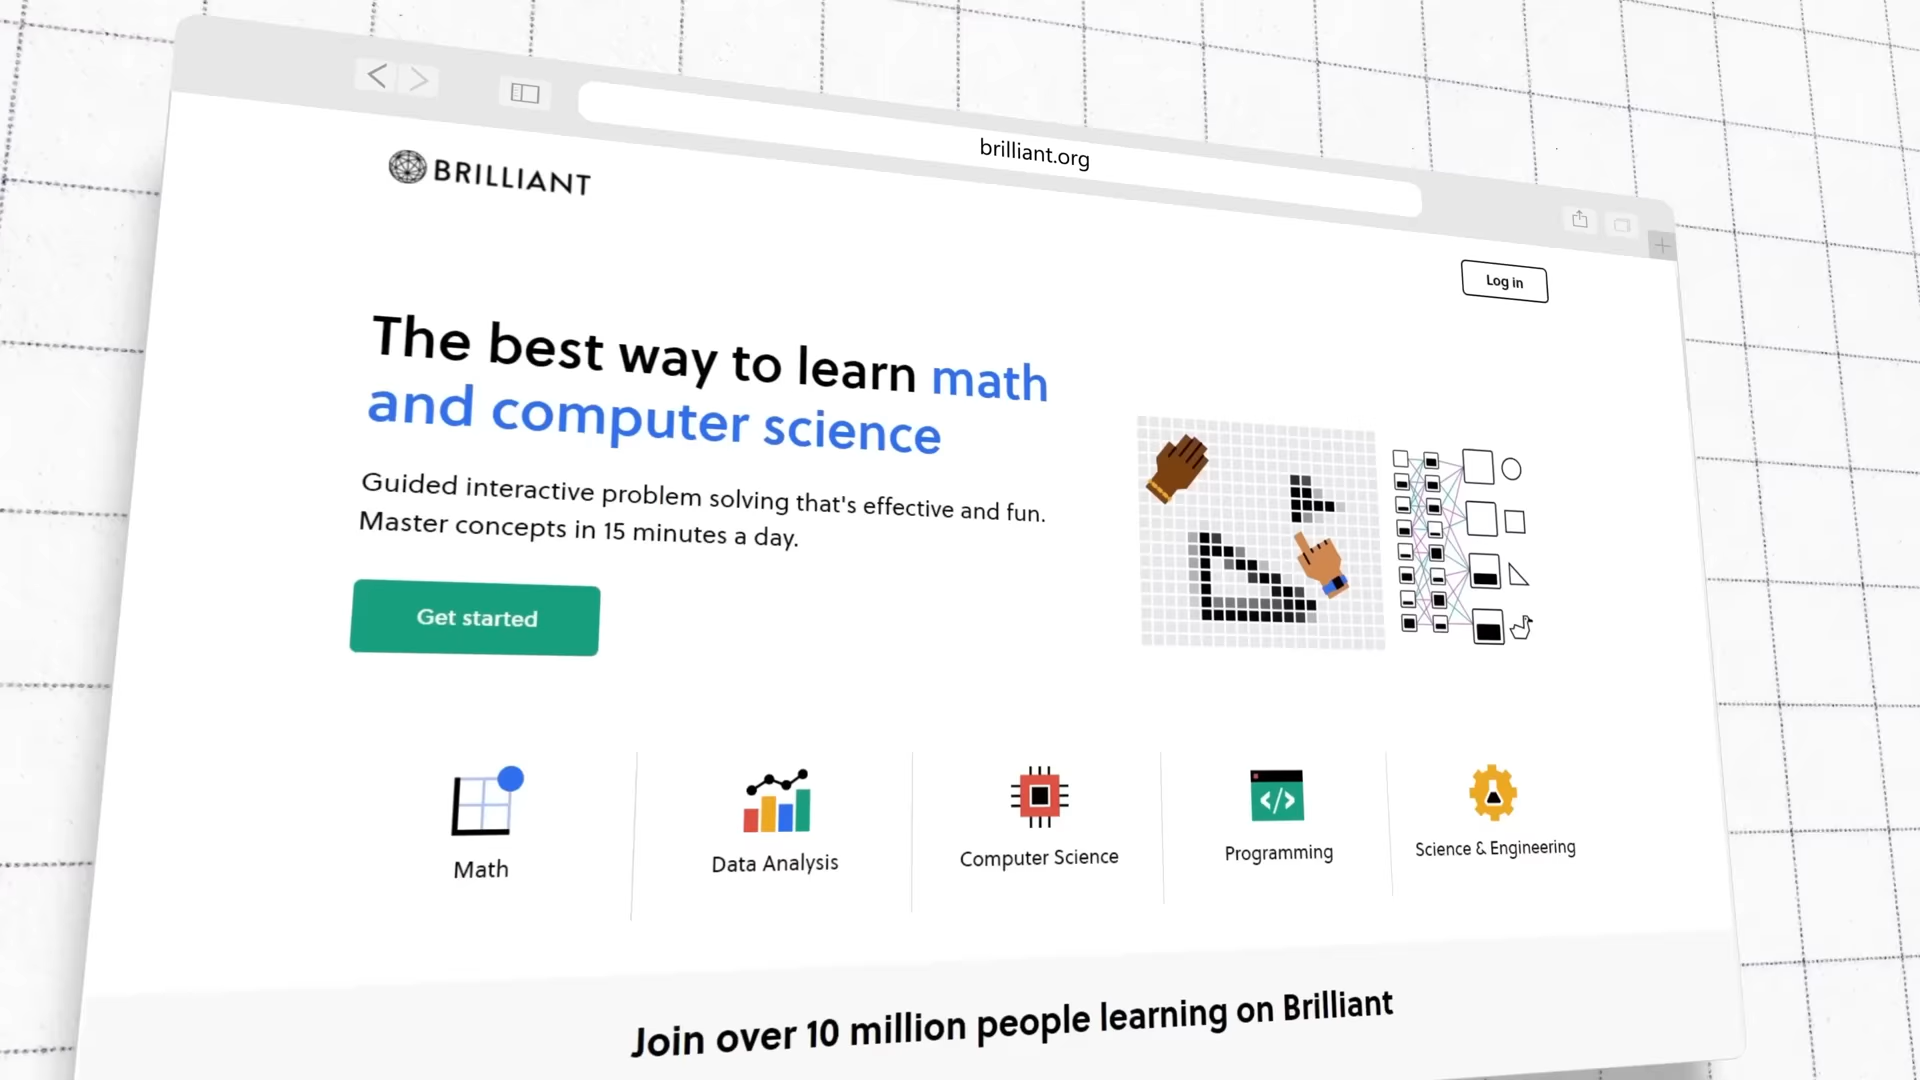 brilliant.org
BRILLIANT
Log in
The best way to learn math
and computer science
Guided interactive problem solving that's effective and fun.
Master concepts in 15 minutes a day.
Get started
Math
Data Analysis
Computer Science
</>
Programming
Science & Engineering
Join over 10 million people learning on Brilliant